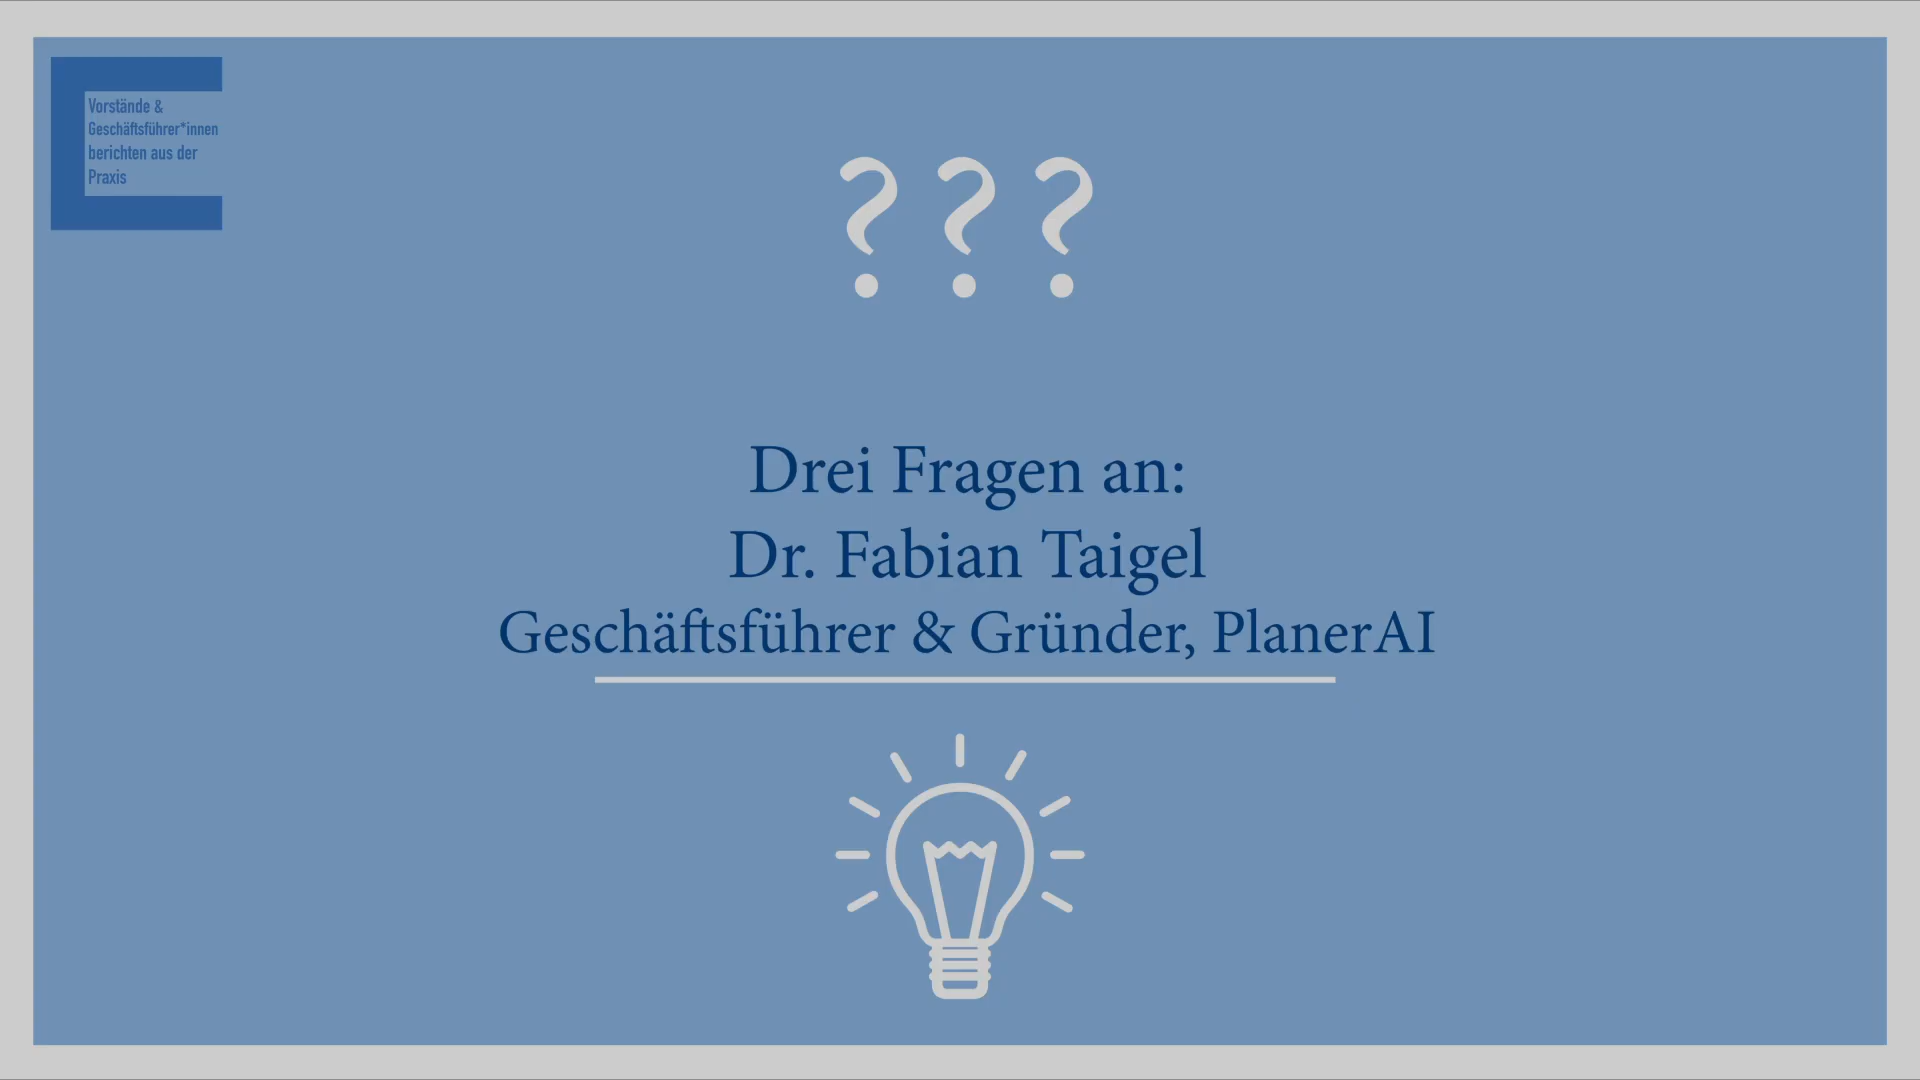 Vorstände &
Geschäftsführer*innen
berichten aus der
Praxis
? ? ?
Drei Fragen an:
Dr. Fabian Taigel
Geschäftsführer & Gründer, PlanerAI